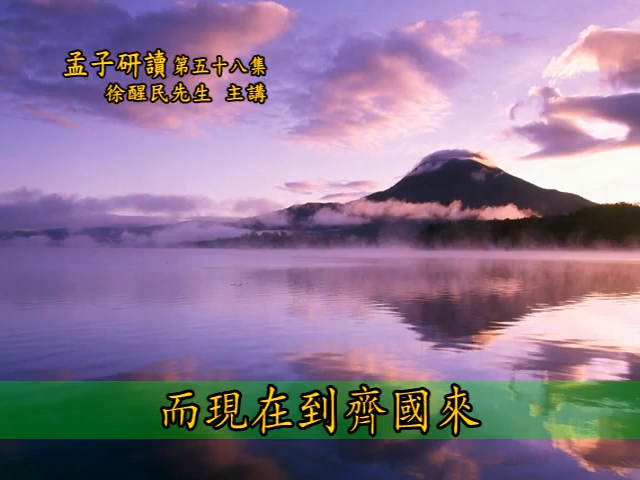 孟子研讀 第五十八集
徐醒民先生 主講
而現在到齊國來